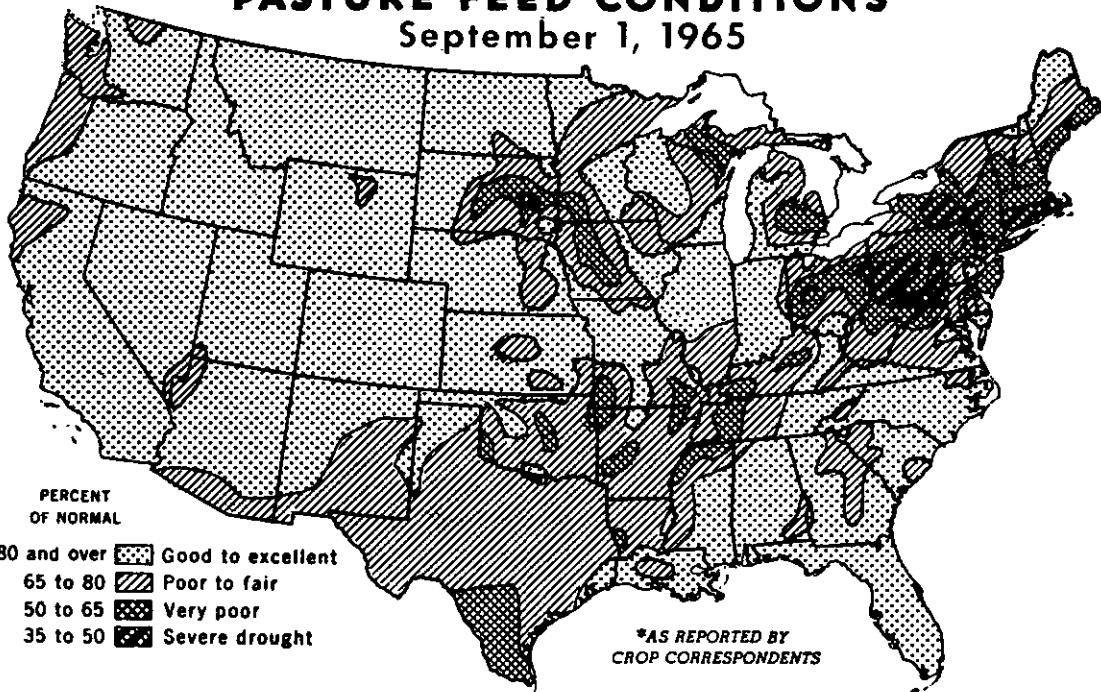 PASTURE FEED CONDITIONS
September 1, 1965
PERCENT
OF NORMAL
80 and over Good to excellent
65 to 80 Poor to fair
50 to 65 Very poor
35 to 50 Severe drought
*AS REPORTED BY
CROP CORRESPONDENTS